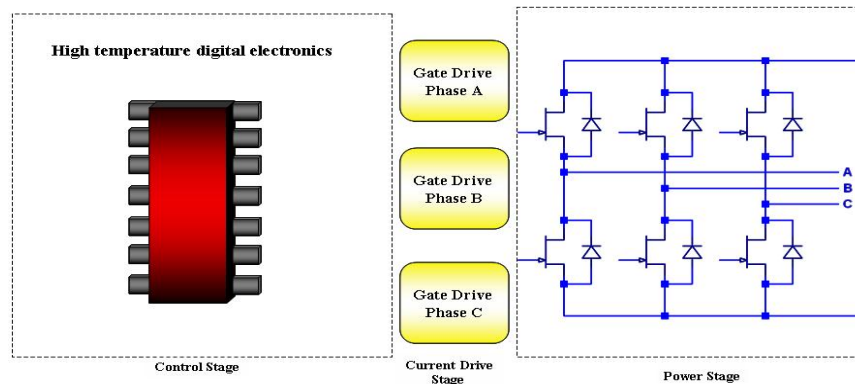 High temperature digital electronics
Gate Drive
Phase A
Gate Drive
Phase B
Gate Drive
Phase C
A
B
C
Control Stage
Current Drive
Stage
Power Stage